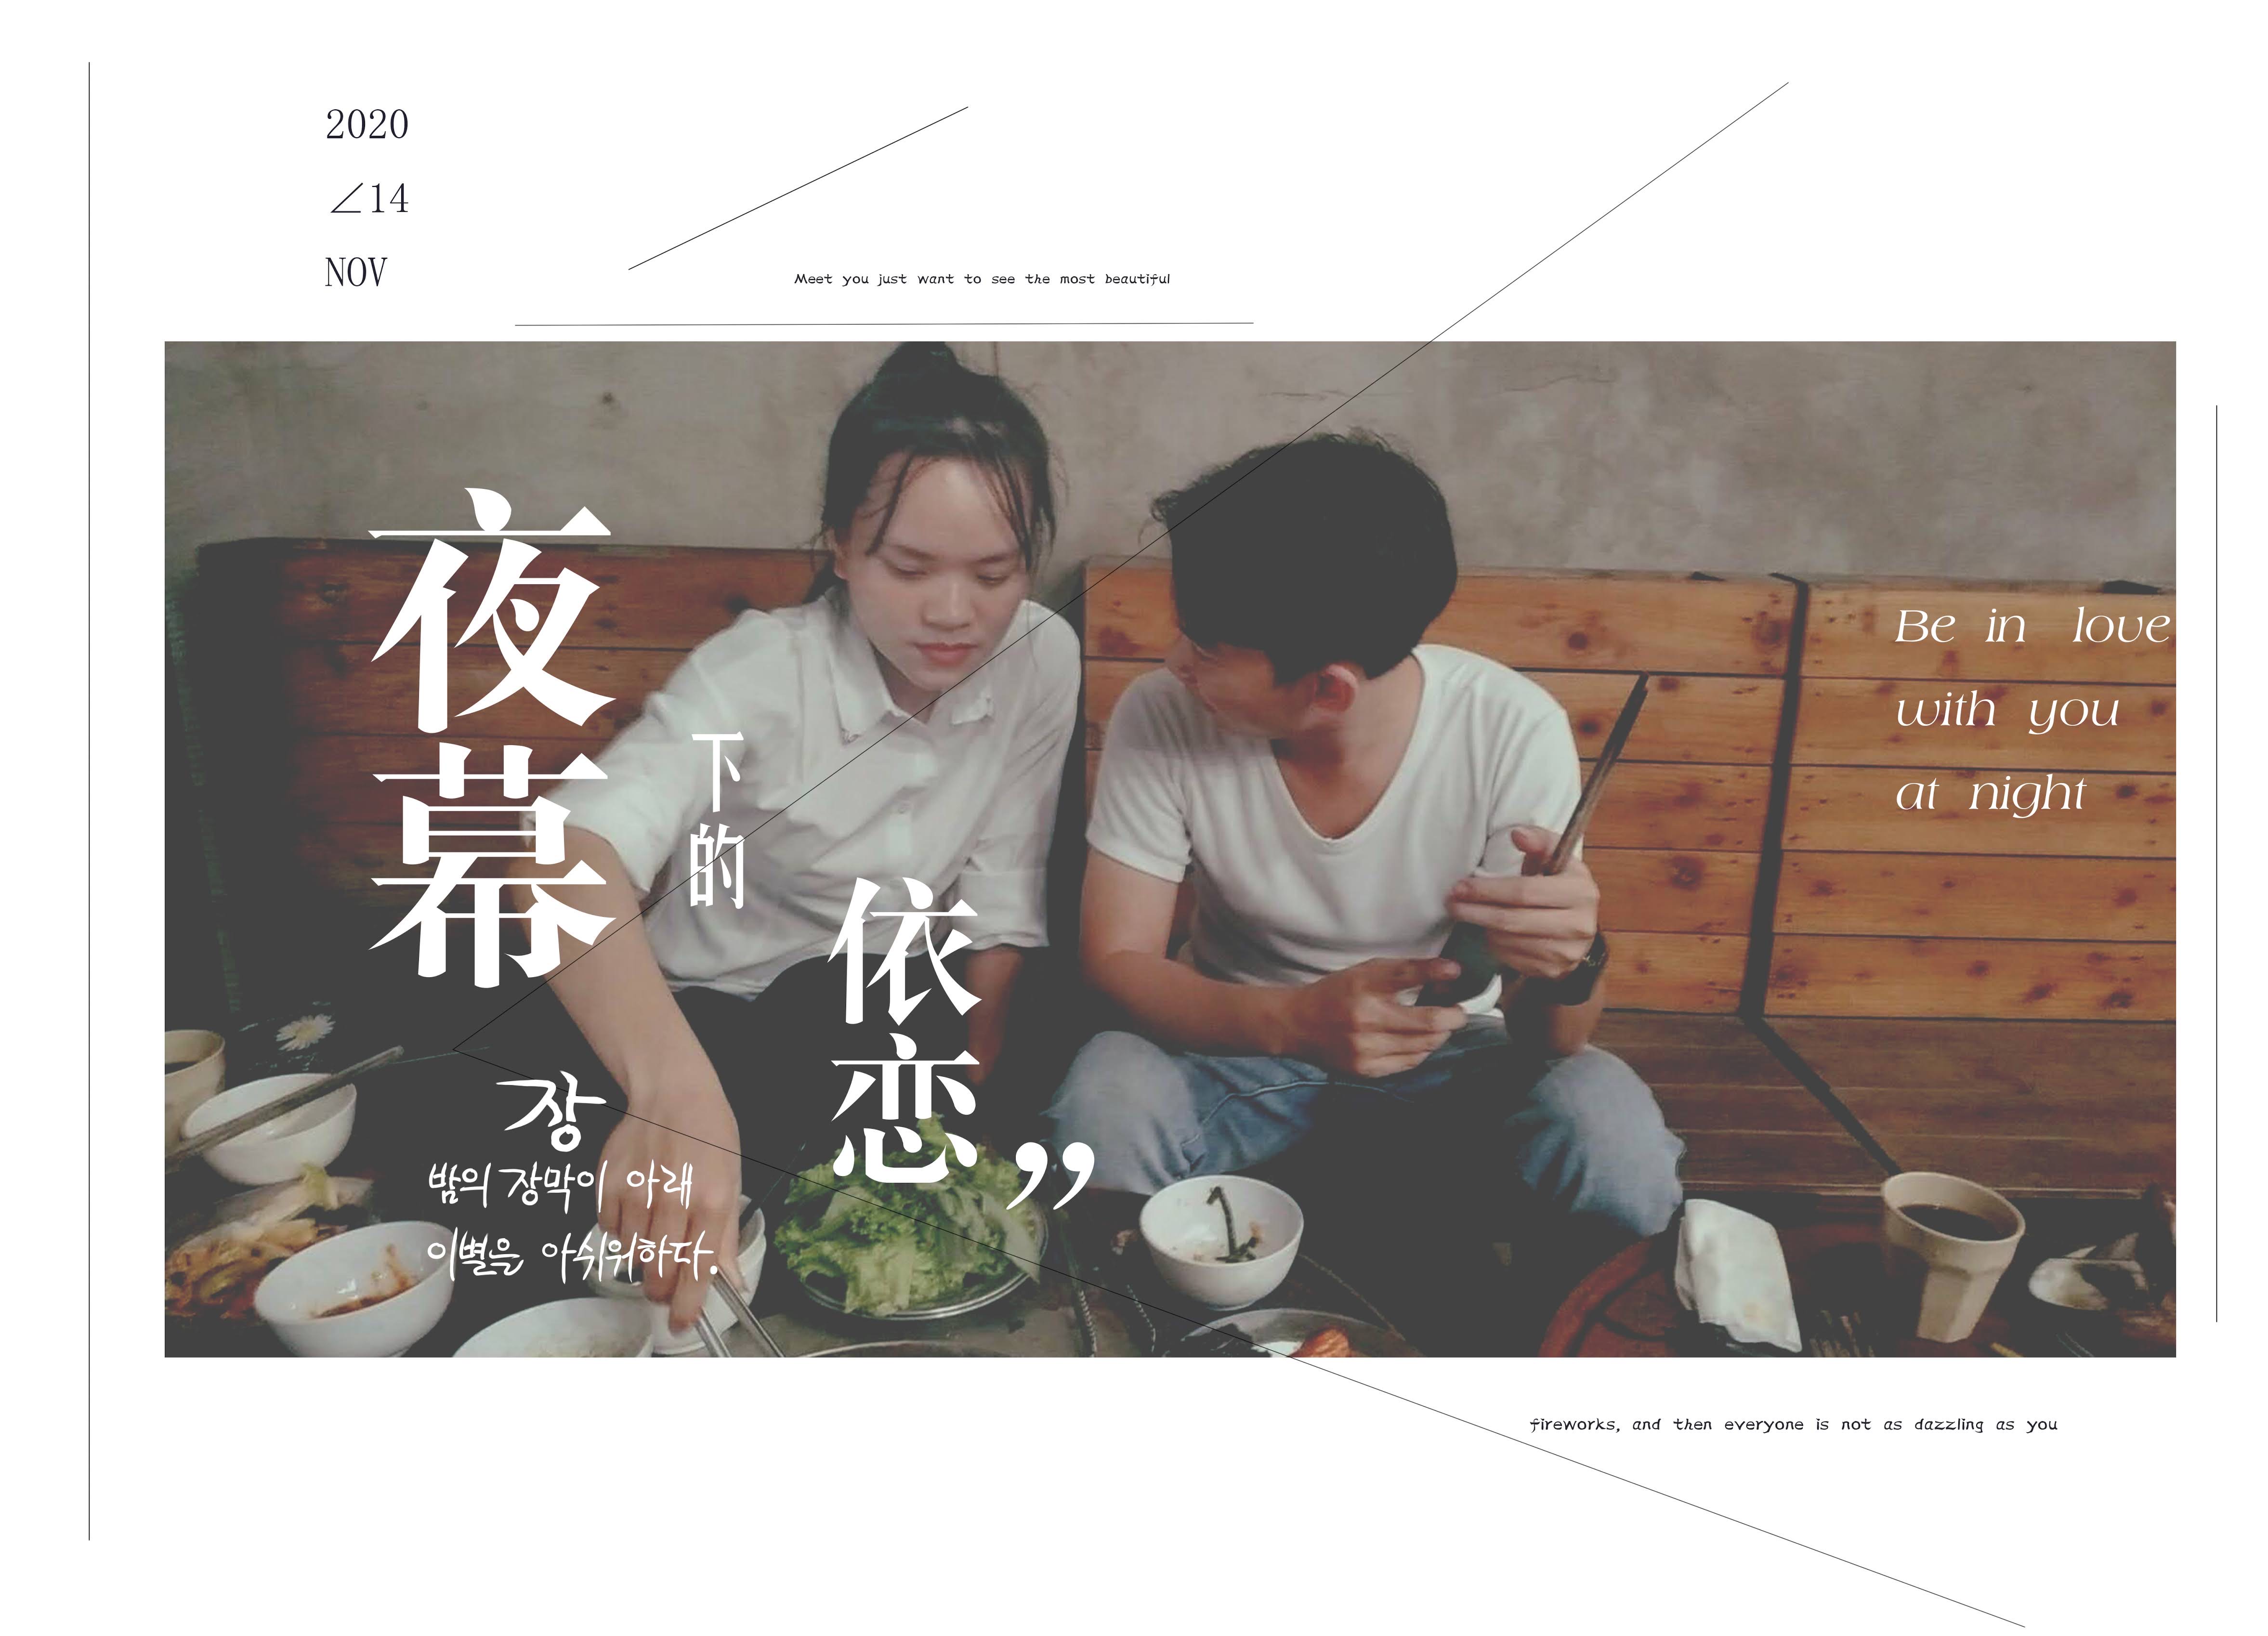 2020
∠14
NOV
Meet you just want to see the most beautiful
夜幕
下的
依恋”
Be in love
with you
at night
장
밤의 장막이 아래
이별을 아쉬워하다.
fireworks, and then everyone is not as dazzling as you